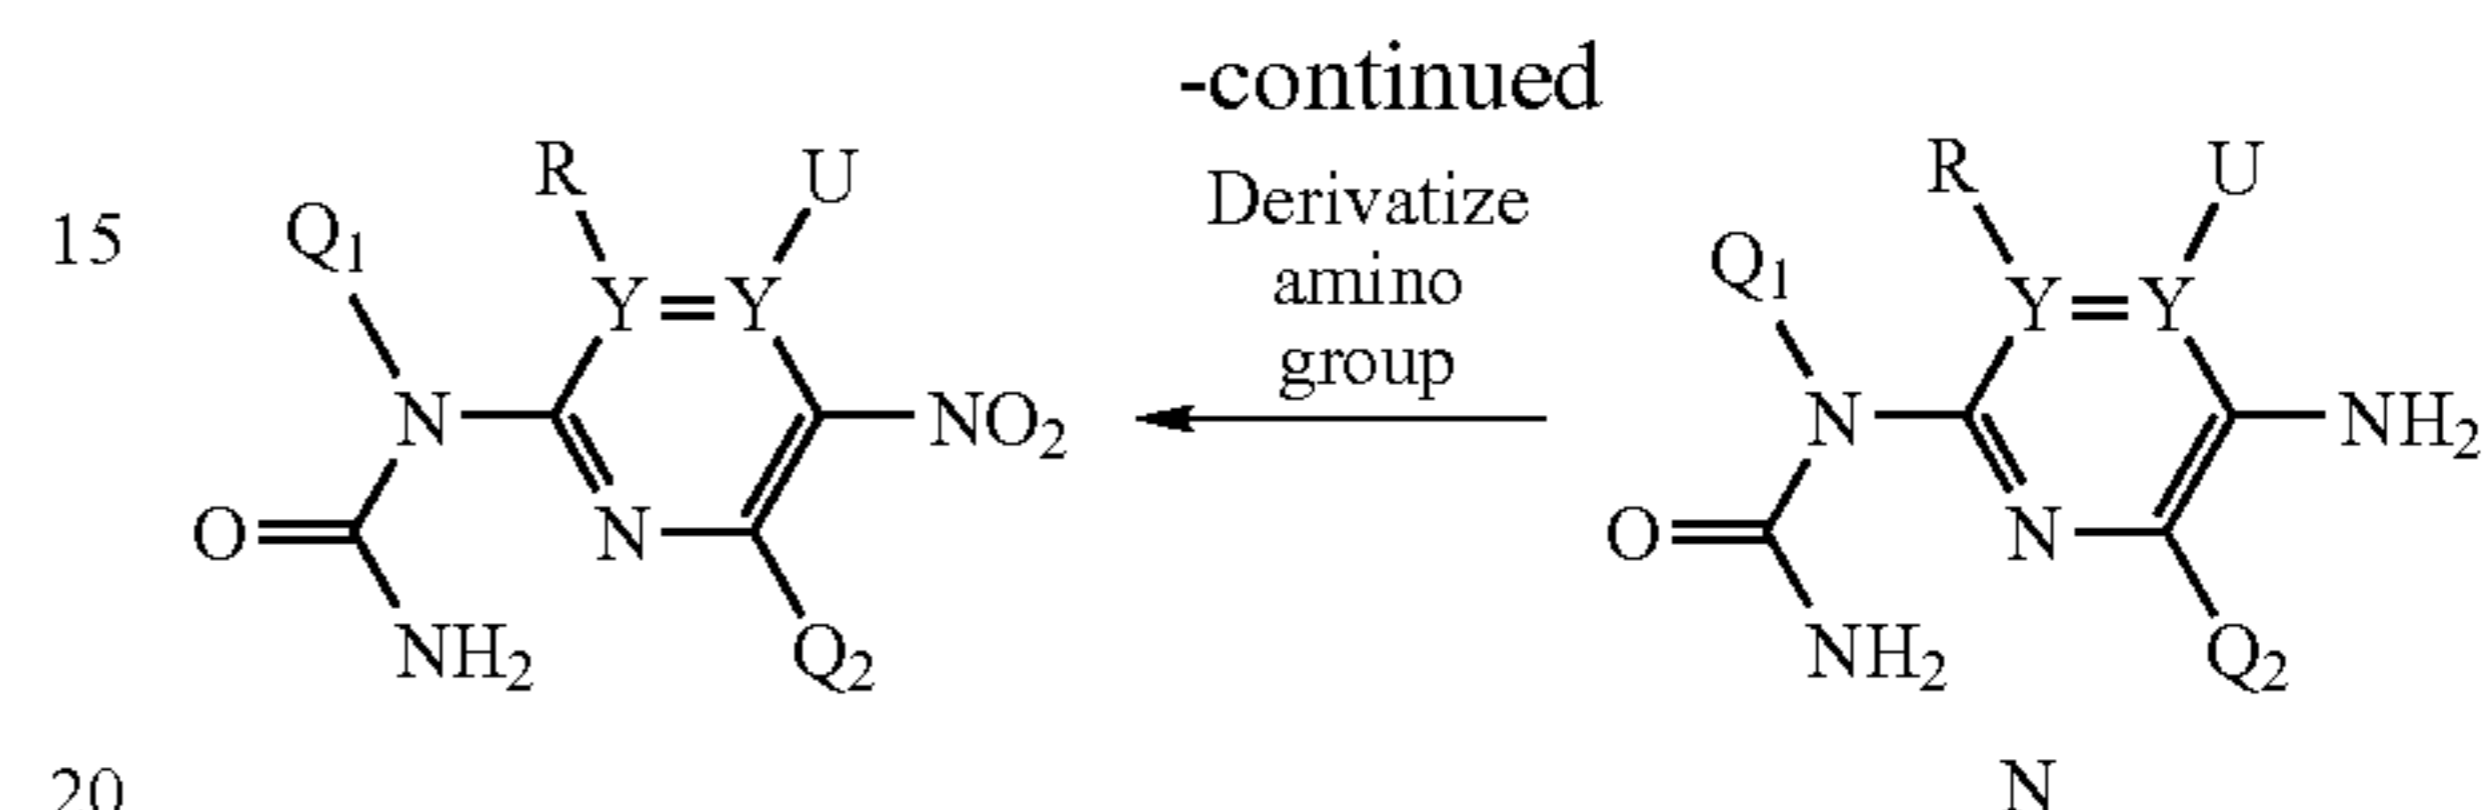 -continued
R U R U
15 Q1 Derivatize Q1
amino
Y=Y group Y=Y
N NO2 N NH2
O N O N
NH2 Q2 NH2 Q2
20 N